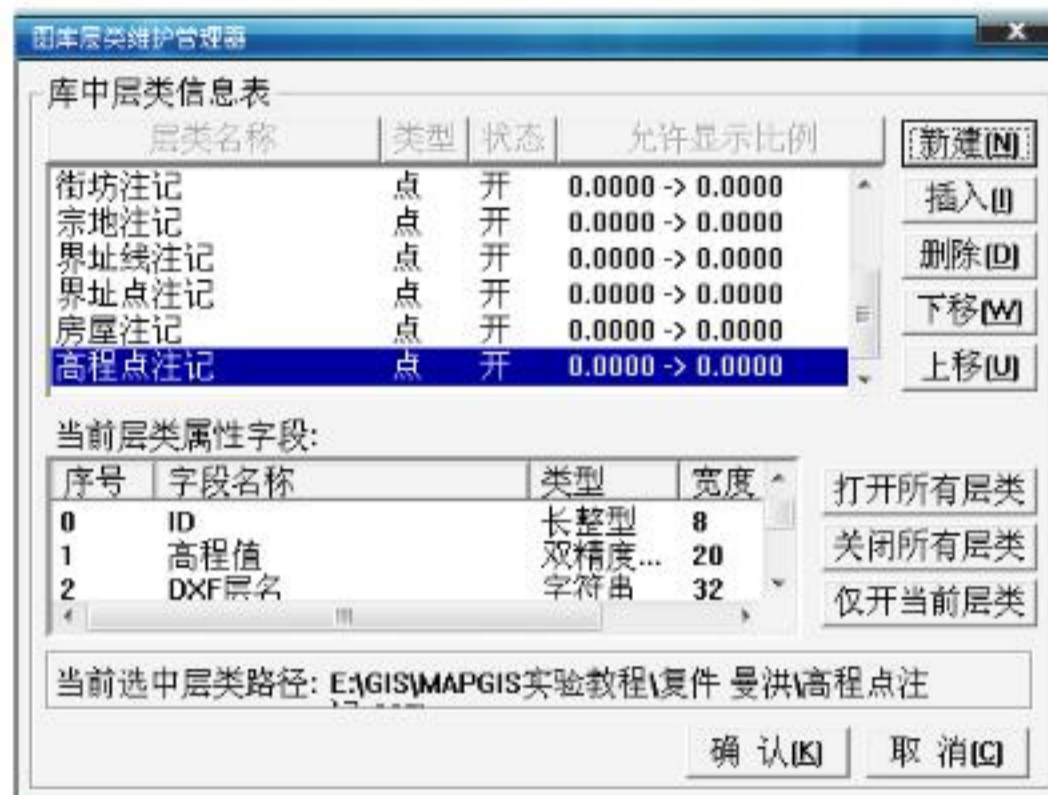 图库层类维护管理器
库中层类信息表
层类名称 类型 状态 允许显示比例
街坊注记 点 开 0.0000 -> 0.0000
宗地注记 点 开 0.0000 -> 0.0000
界址线注记 点 开 0.0000 -> 0.0000
界址点注记 点 开 0.0000 -> 0.0000
房屋注记 点 开 0.0000 -> 0.0000
高程点注记 点 开 0.0000 -> 0.0000
新建[N]
插入[I]
删除[D]
下移[W]
上移[U]
当前层类属性字段:
序号 字段名称 类型 宽度
0 ID 长整型 8
1 高程值 双精度... 20
2 DXF层名 字符串 32
打开所有层类
关闭所有层类
仅开当前层类
当前选中层类路径: E:\GIS\MAPGIS实验教程\复件 曼洪\高程点注
确 认[K] 取 消[C]